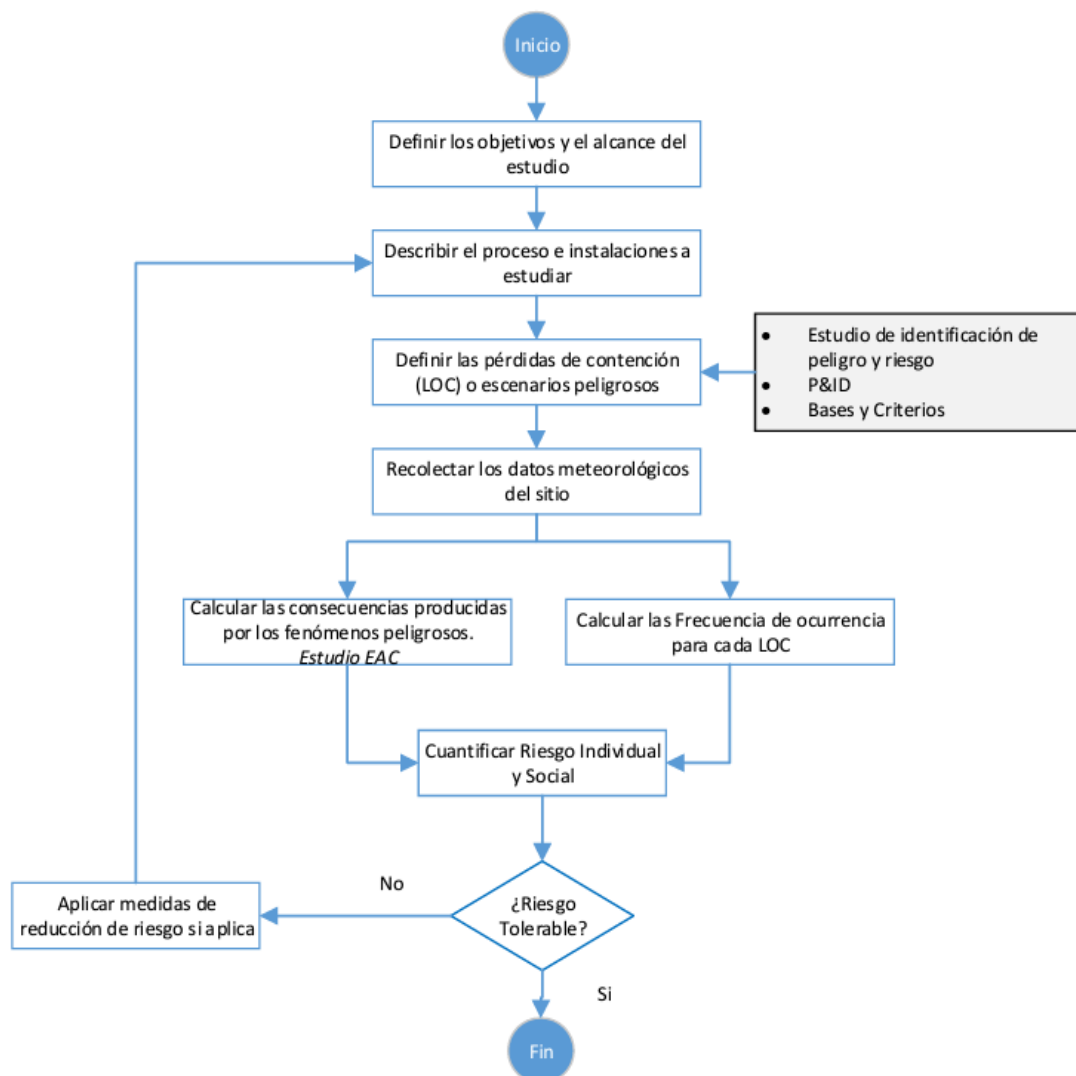 Inicio
Definir los objetivos y el alcance del
estudio
Describir el proceso e instalaciones a
estudiar
Definir las pérdidas de contención
(LOC) o escenarios peligrosos
• Estudio de identificación de
peligro y riesgo
• P&ID
• Bases y Criterios
Recolectar los datos meteorológicos
del sitio
Calcular las consecuencias producidas
por los fenómenos peligrosos.
Estudio EAC
Calcular las Frecuencia de ocurrencia
para cada LOC
Cuantificar Riesgo Individual
y Social
¿Riesgo
Tolerable?
No
Aplicar medidas de
reducción de riesgo si aplica
Si
Fin